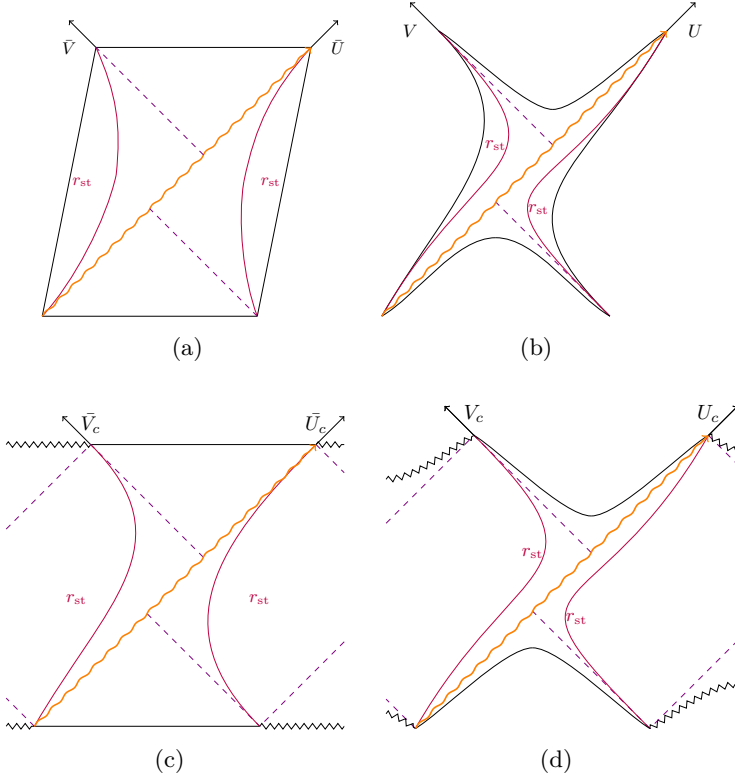 V̄ Ū V U
r_st r_st r_st r_st
(a) (b)
V̄_c Ū_c V_c U_c
r_st r_st r_st r_st
(c) (d)